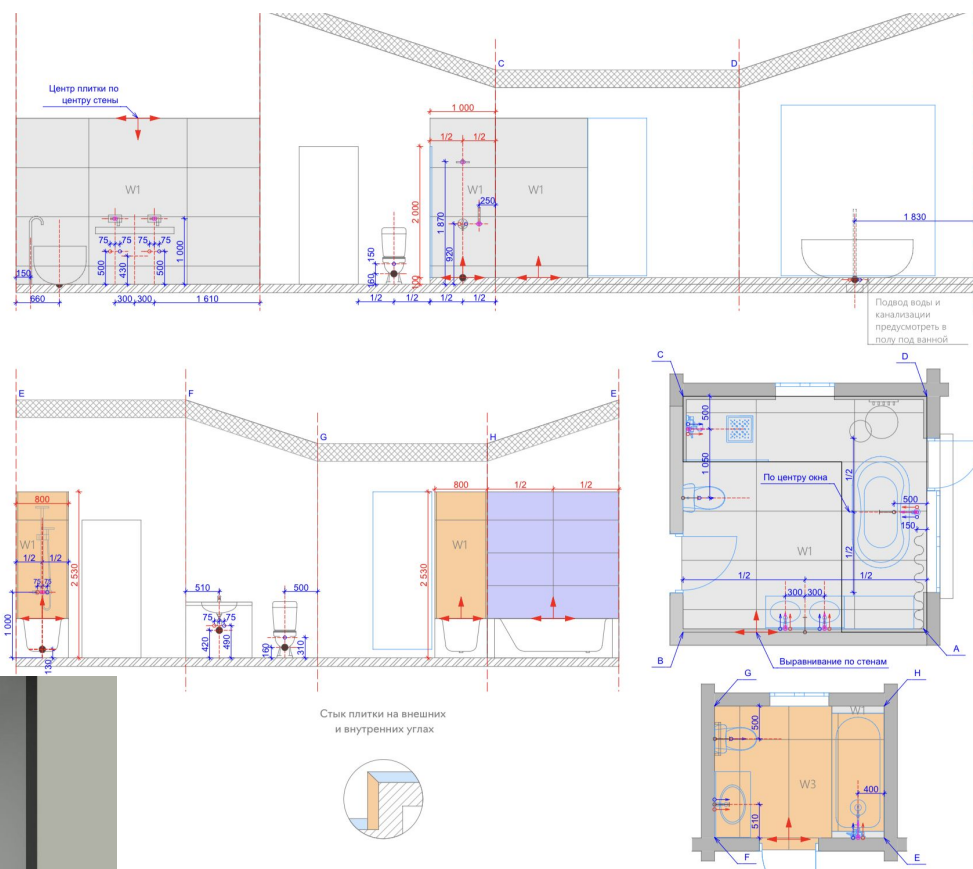 C
D
Центр плитки по
центру стены
1 000
1/2
1/2
W1
W1
W1
250
2 000
1 870
920
100
1 830
75
75
75
75
500
430
500
1 000
150
150
160
660
300
300
1 610
1/2
1/2
1/2
1/2
Подвод воды и
канализации
предусмотреть в
полу под ванной
E
F
G
H
E
800
W1
1/2
1/2
75
75
1 000
130
2 530
510
500
75
75
420
490
160
310
800
1/2
1/2
W1
2 530
C
D
500
1 050
По центру окна
1/2
1/2
500
150
W1
1/2
1/2
300
300
B
A
Выравнивание по стенам
Стык плитки на внешних
и внутренних углах
G
H
W1
500
W3
400
510
F
E